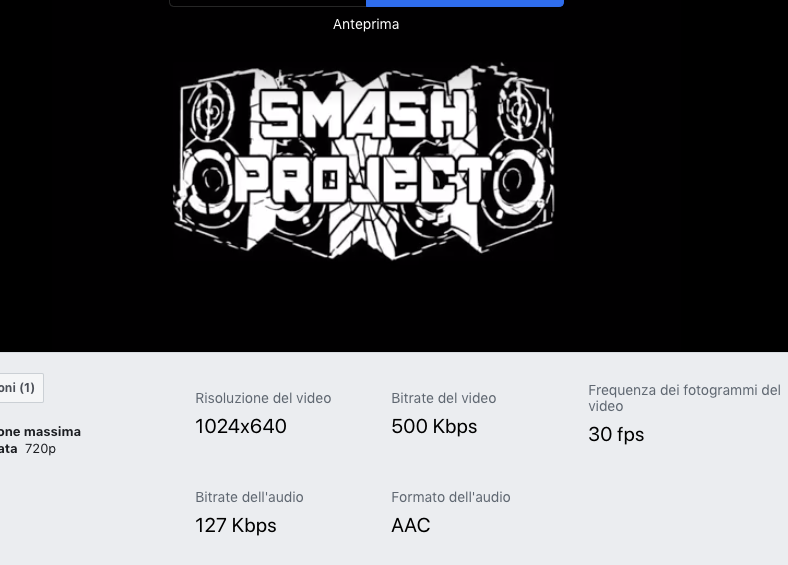 Anteprima
SMASH
PROJECT
oni (1)
one massima
ata 720p
Risoluzione del video
1024x640
Bitrate del video
500 Kbps
Frequenza dei fotogrammi del
video
30 fps
Bitrate dell'audio
127 Kbps
Formato dell'audio
AAC